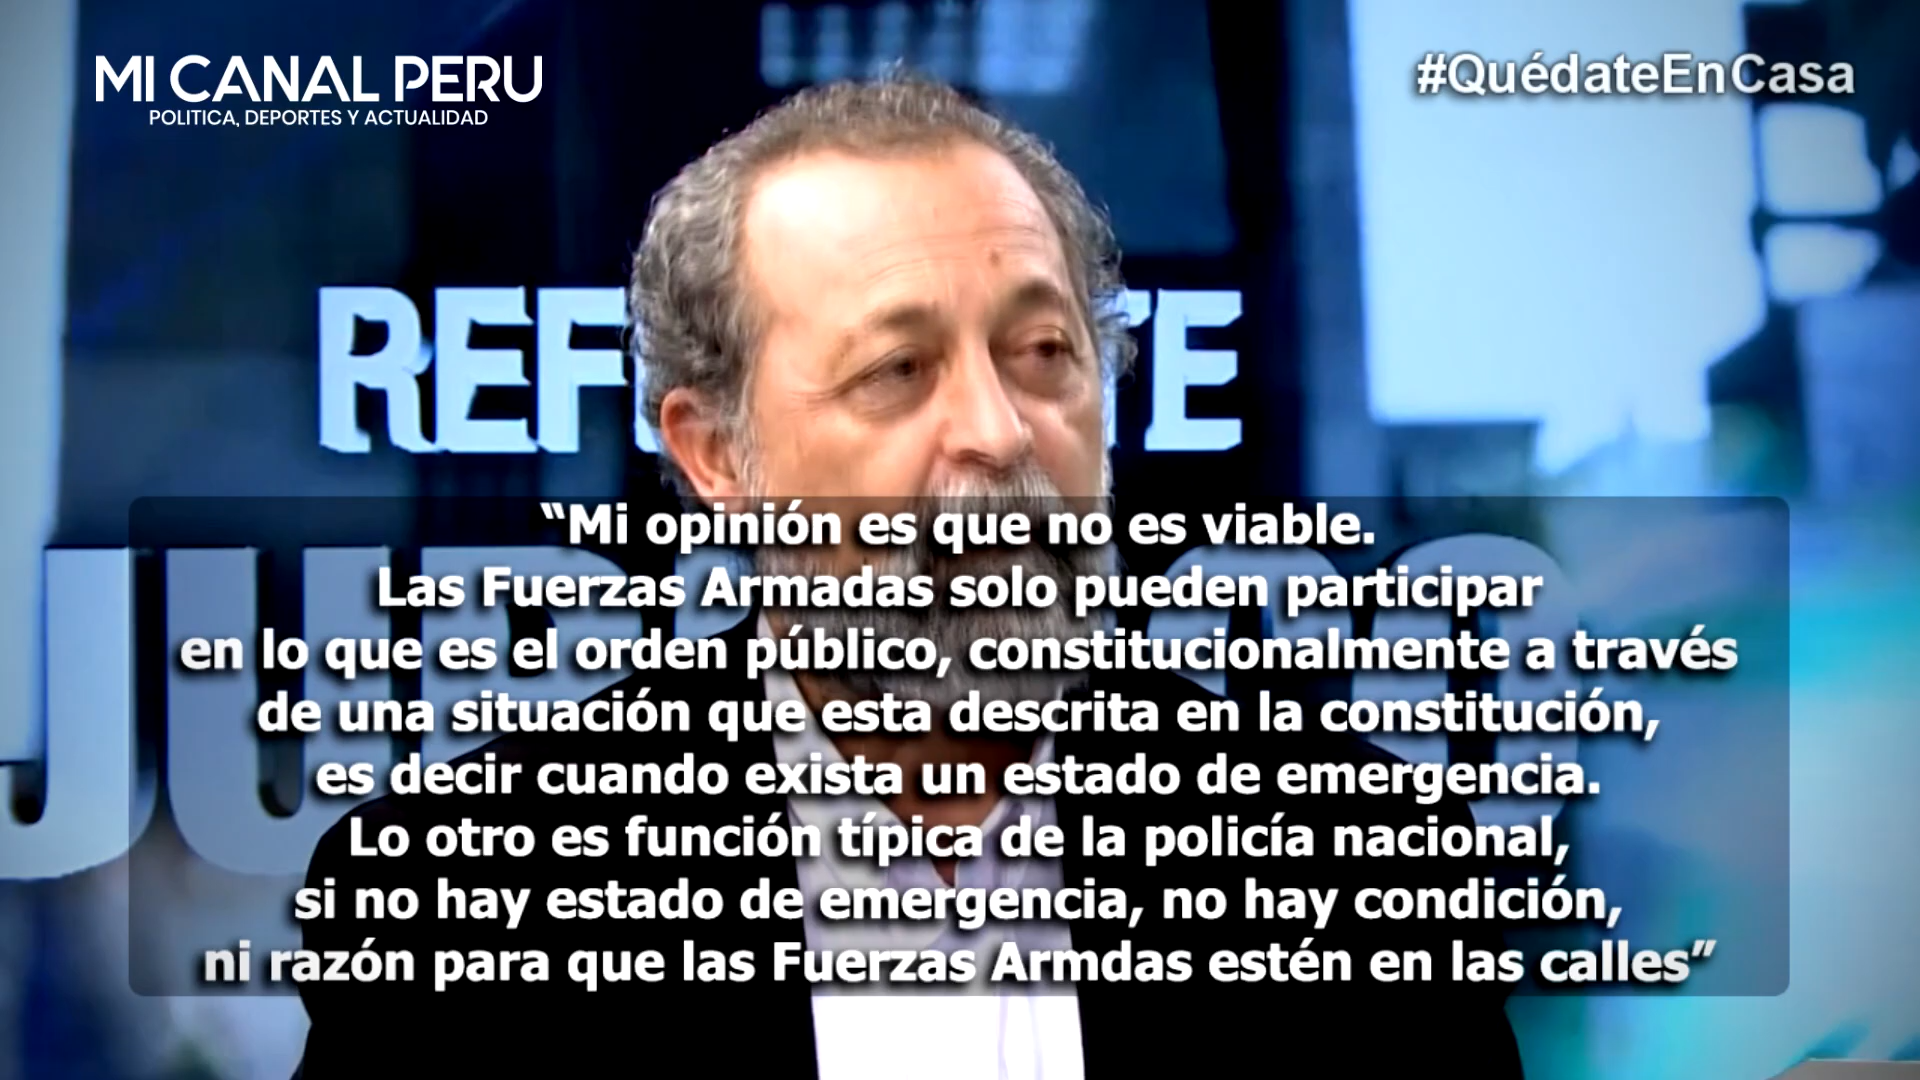 MI CANAL PERU
POLITICA, DEPORTES Y ACTUALIDAD
#QuédateEnCasa
“Mi opinión es que no es viable.
Las Fuerzas Armadas solo pueden participar
en lo que es el orden público, constitucionalmente a través
de una situación que esta descrita en la constitución,
es decir cuando exista un estado de emergencia.
Lo otro es función típica de la policía nacional,
si no hay estado de emergencia, no hay condición,
ni razón para que las Fuerzas Armdas estén en las calles”